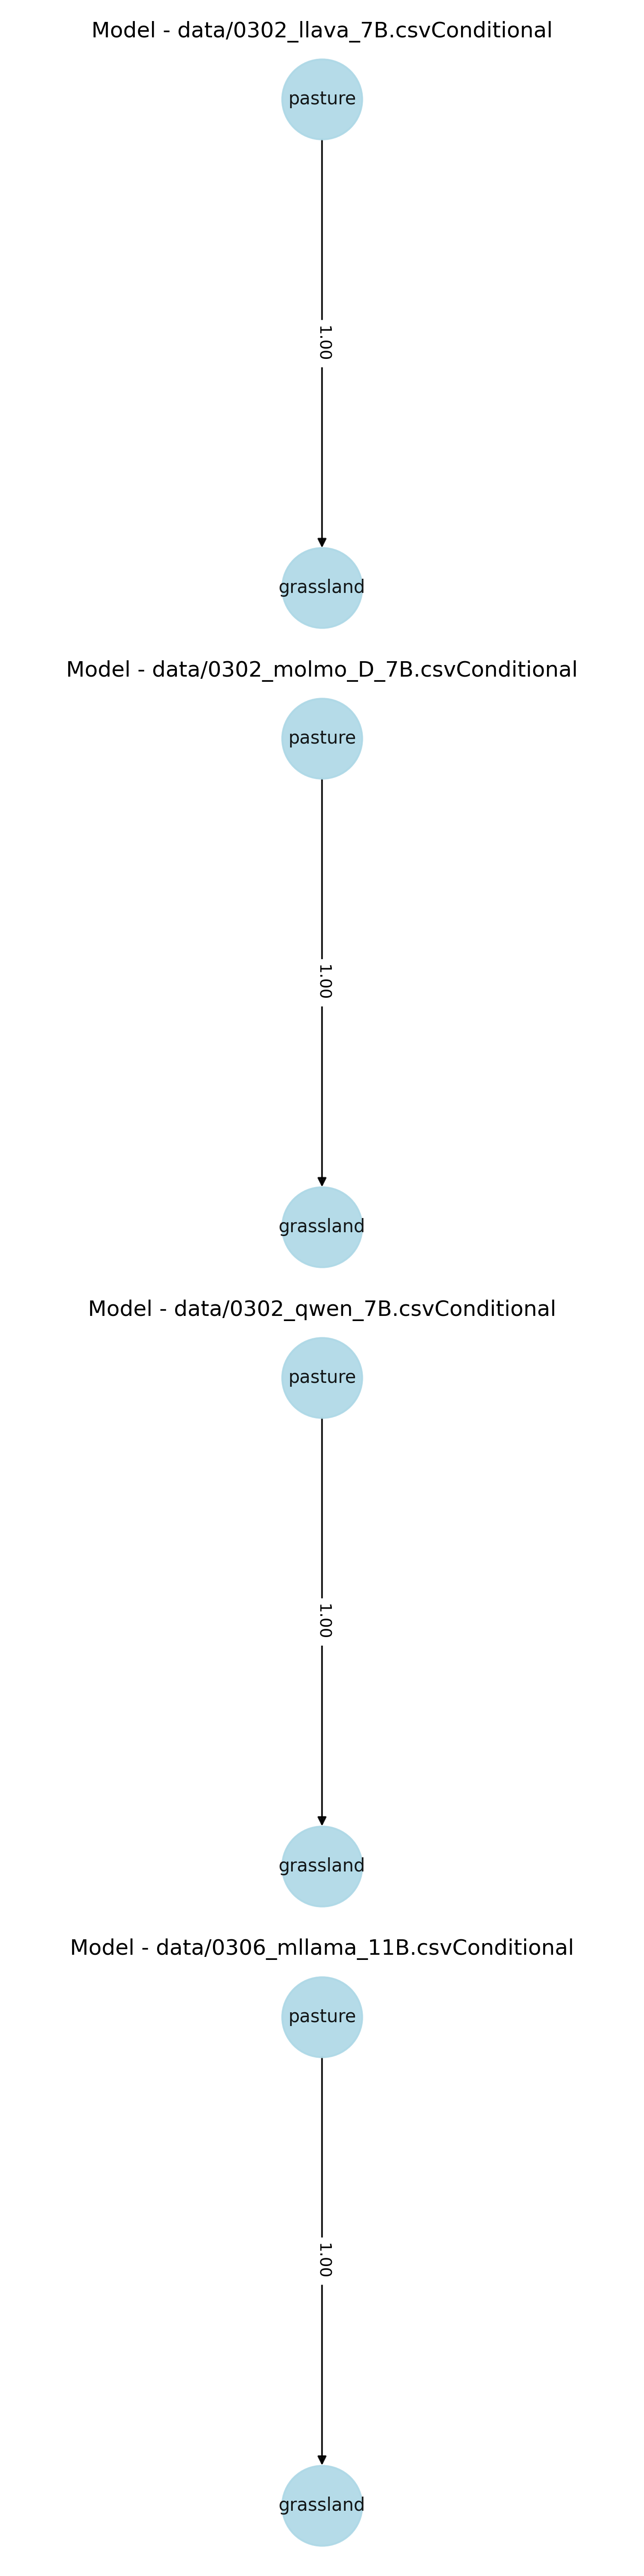 Model - data/0302_llava_7B.csvConditional
pasture
1.00
grassland
Model - data/0302_molmo_D_7B.csvConditional
pasture
1.00
grassland
Model - data/0302_qwen_7B.csvConditional
pasture
1.00
grassland
Model - data/0306_mllama_11B.csvConditional
pasture
1.00
grassland